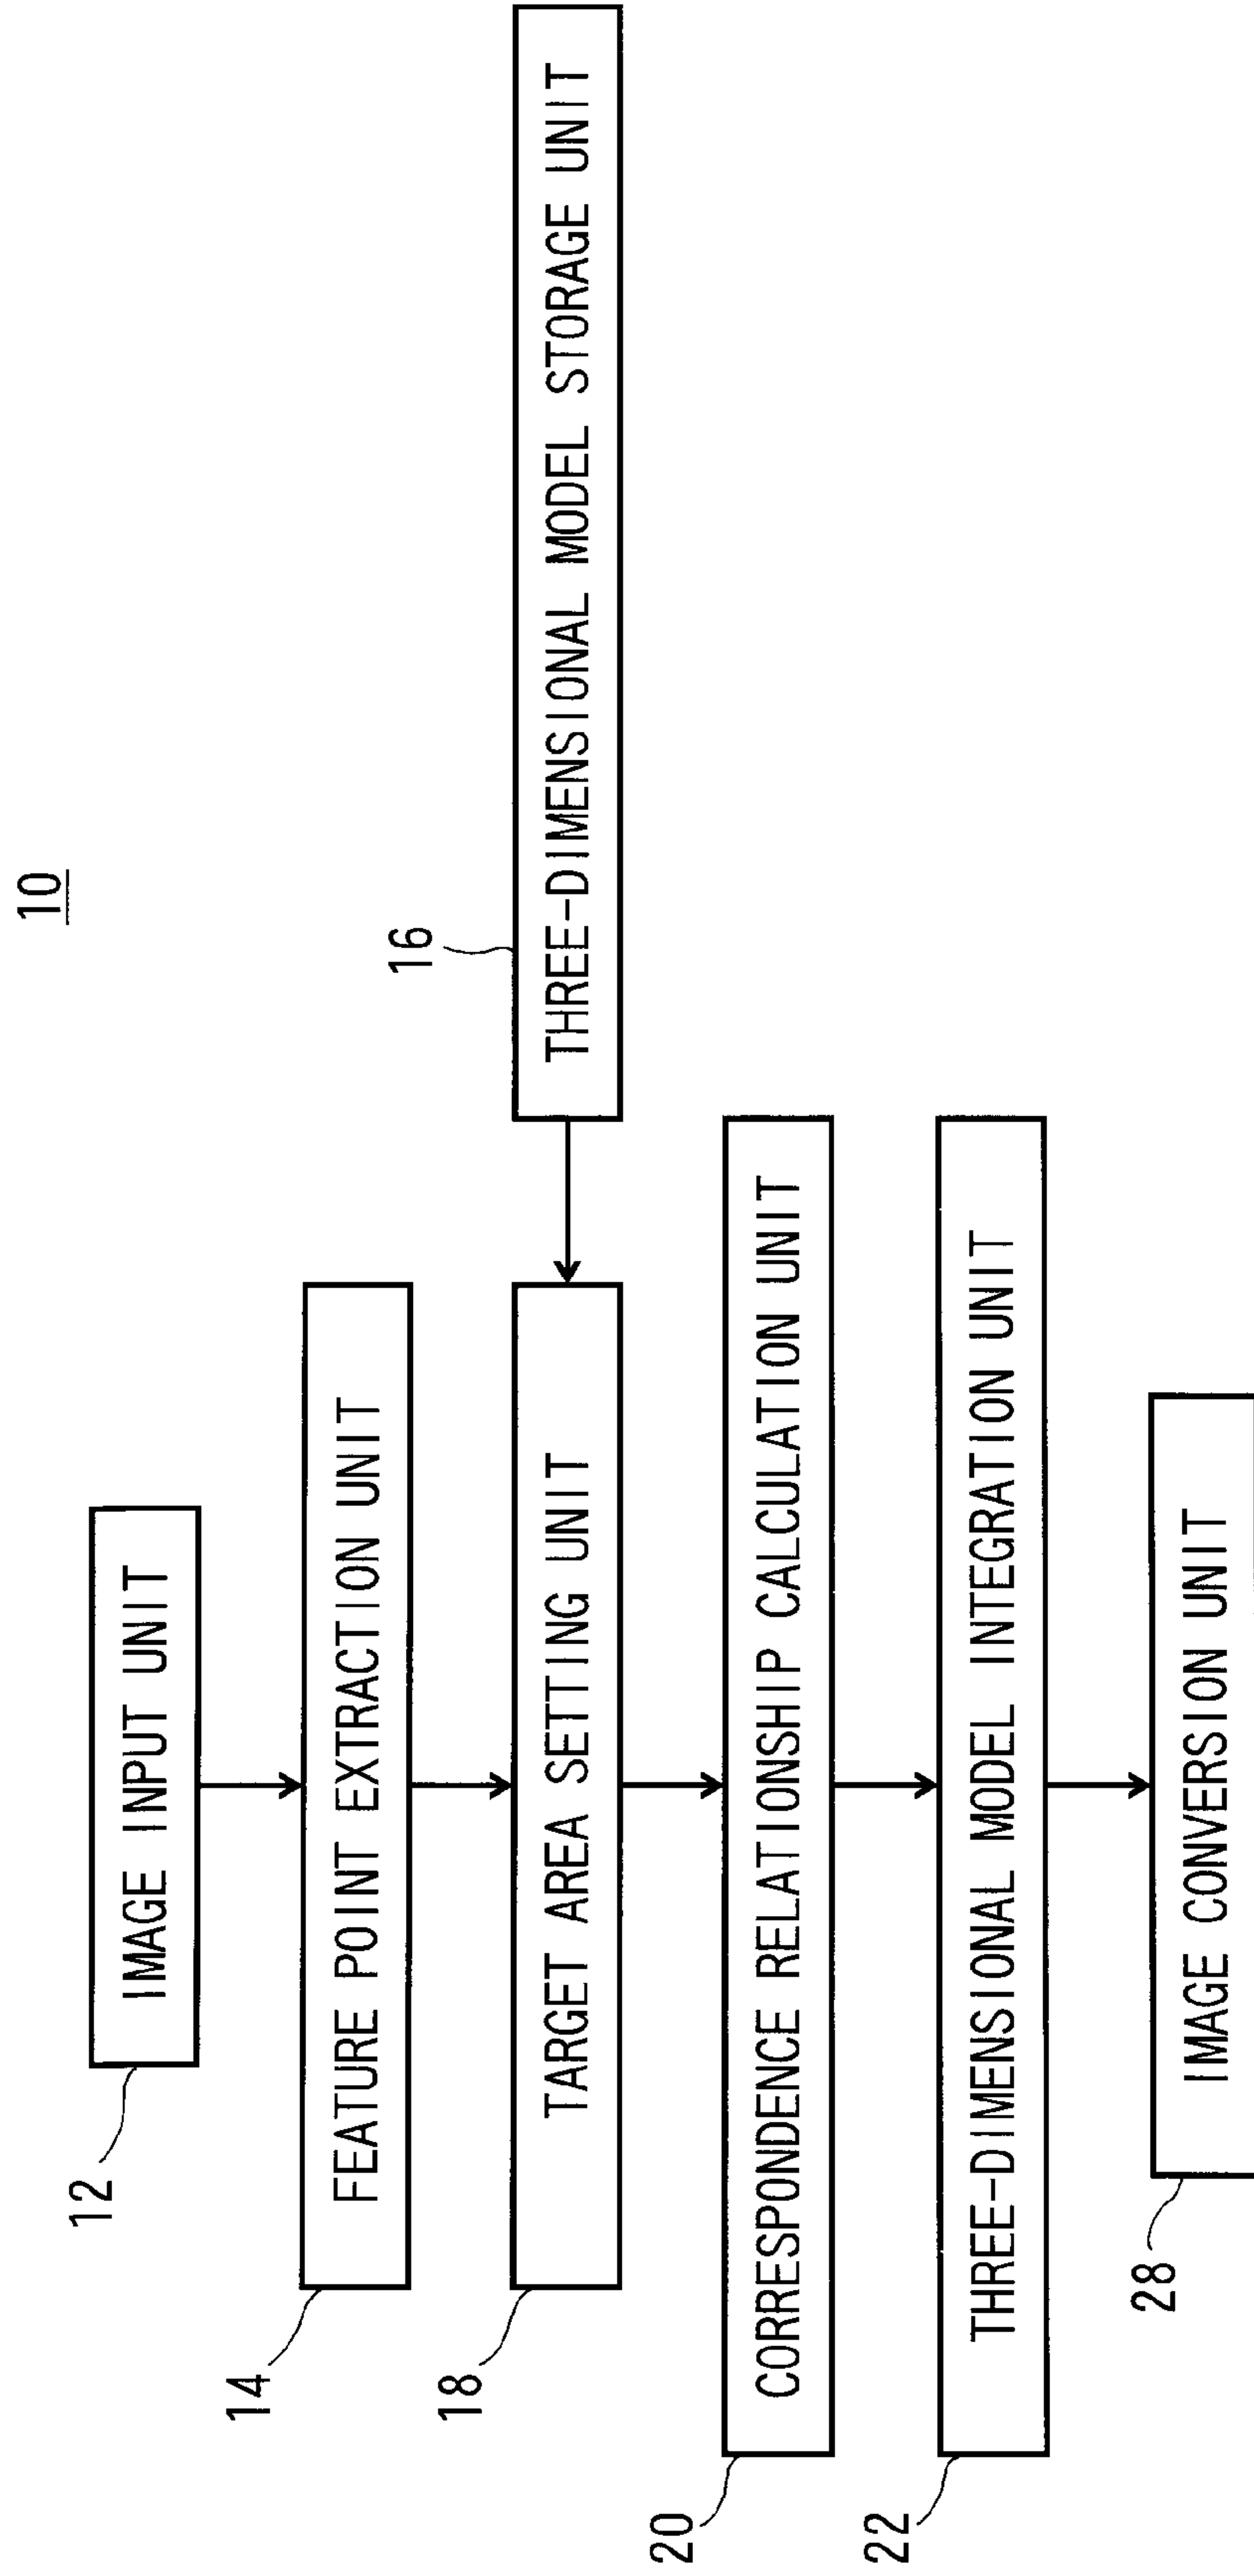 10
12
IMAGE INPUT UNIT
14
FEATURE POINT EXTRACTION UNIT
16
THREE-DIMENSIONAL MODEL STORAGE UNIT
18
TARGET AREA SETTING UNIT
20
CORRESPONDENCE RELATIONSHIP CALCULATION UNIT
22
THREE-DIMENSIONAL MODEL INTEGRATION UNIT
28
IMAGE CONVERSION UNIT